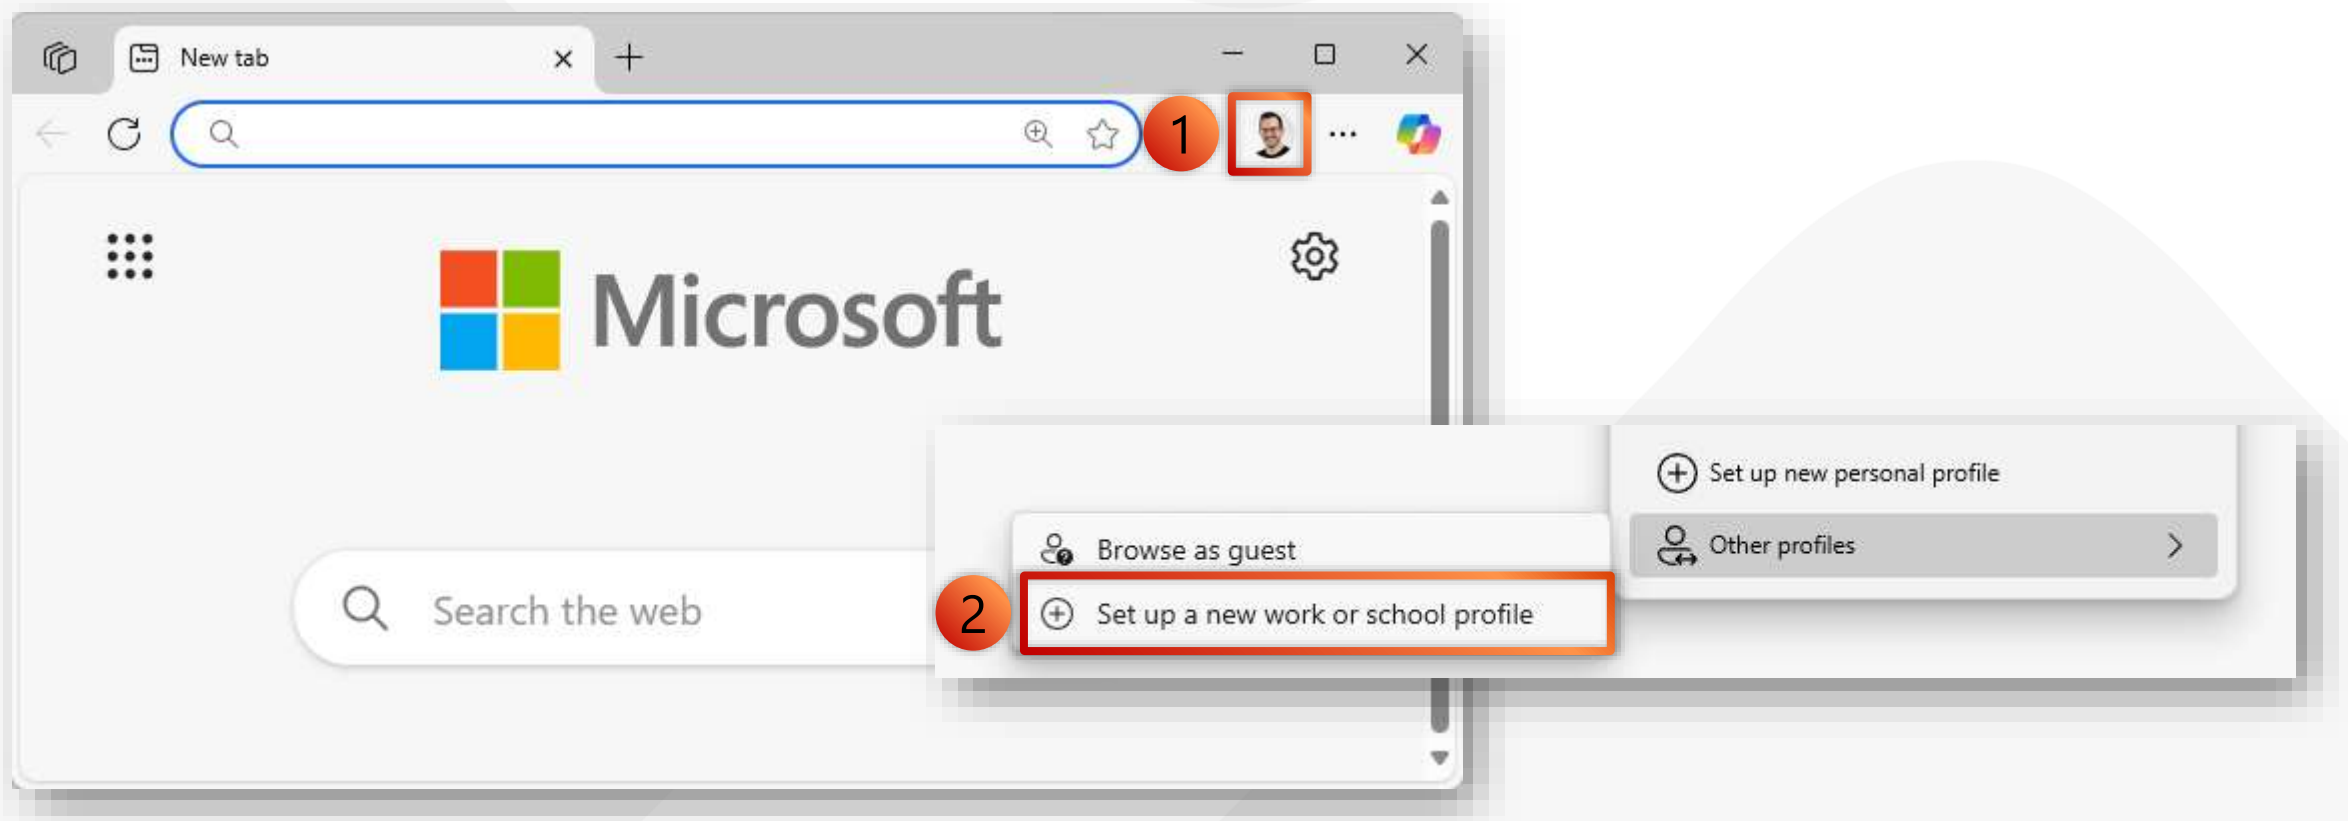 New tab
1
Microsoft
Search the web
Set up new personal profile
Other profiles
Browse as guest
2
Set up a new work or school profile